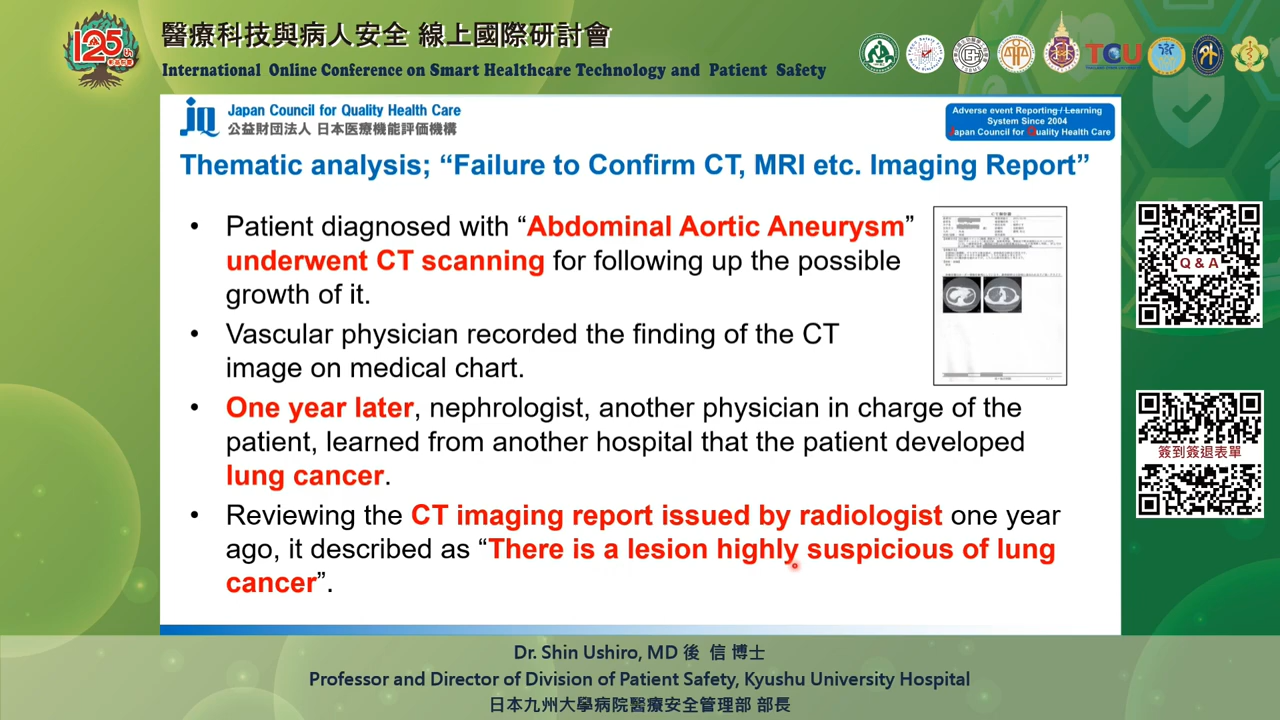 125th
醫療科技與病人安全 線上國際研討會
International Online Conference on Smart Healthcare Technology and Patient Safety
TCU
jq
Japan Council for Quality Health Care
公益財団法人 日本医療機能評価機構
Adverse event Reporting / Learning
System Since 2004
Japan Council for Quality Health Care
Thematic analysis; “Failure to Confirm CT, MRI etc. Imaging Report”
• Patient diagnosed with “Abdominal Aortic Aneurysm”
underwent CT scanning for following up the possible
growth of it.
• Vascular physician recorded the finding of the CT
image on medical chart.
• One year later, nephrologist, another physician in charge of the
patient, learned from another hospital that the patient developed
lung cancer.
• Reviewing the CT imaging report issued by radiologist one year
ago, it described as “There is a lesion highly suspicious of lung
cancer”.
Q & A
簽到簽退表單
Dr. Shin Ushiro, MD 後 信 博士
Professor and Director of Division of Patient Safety, Kyushu University Hospital
日本九州大學病院醫療安全管理部 部長